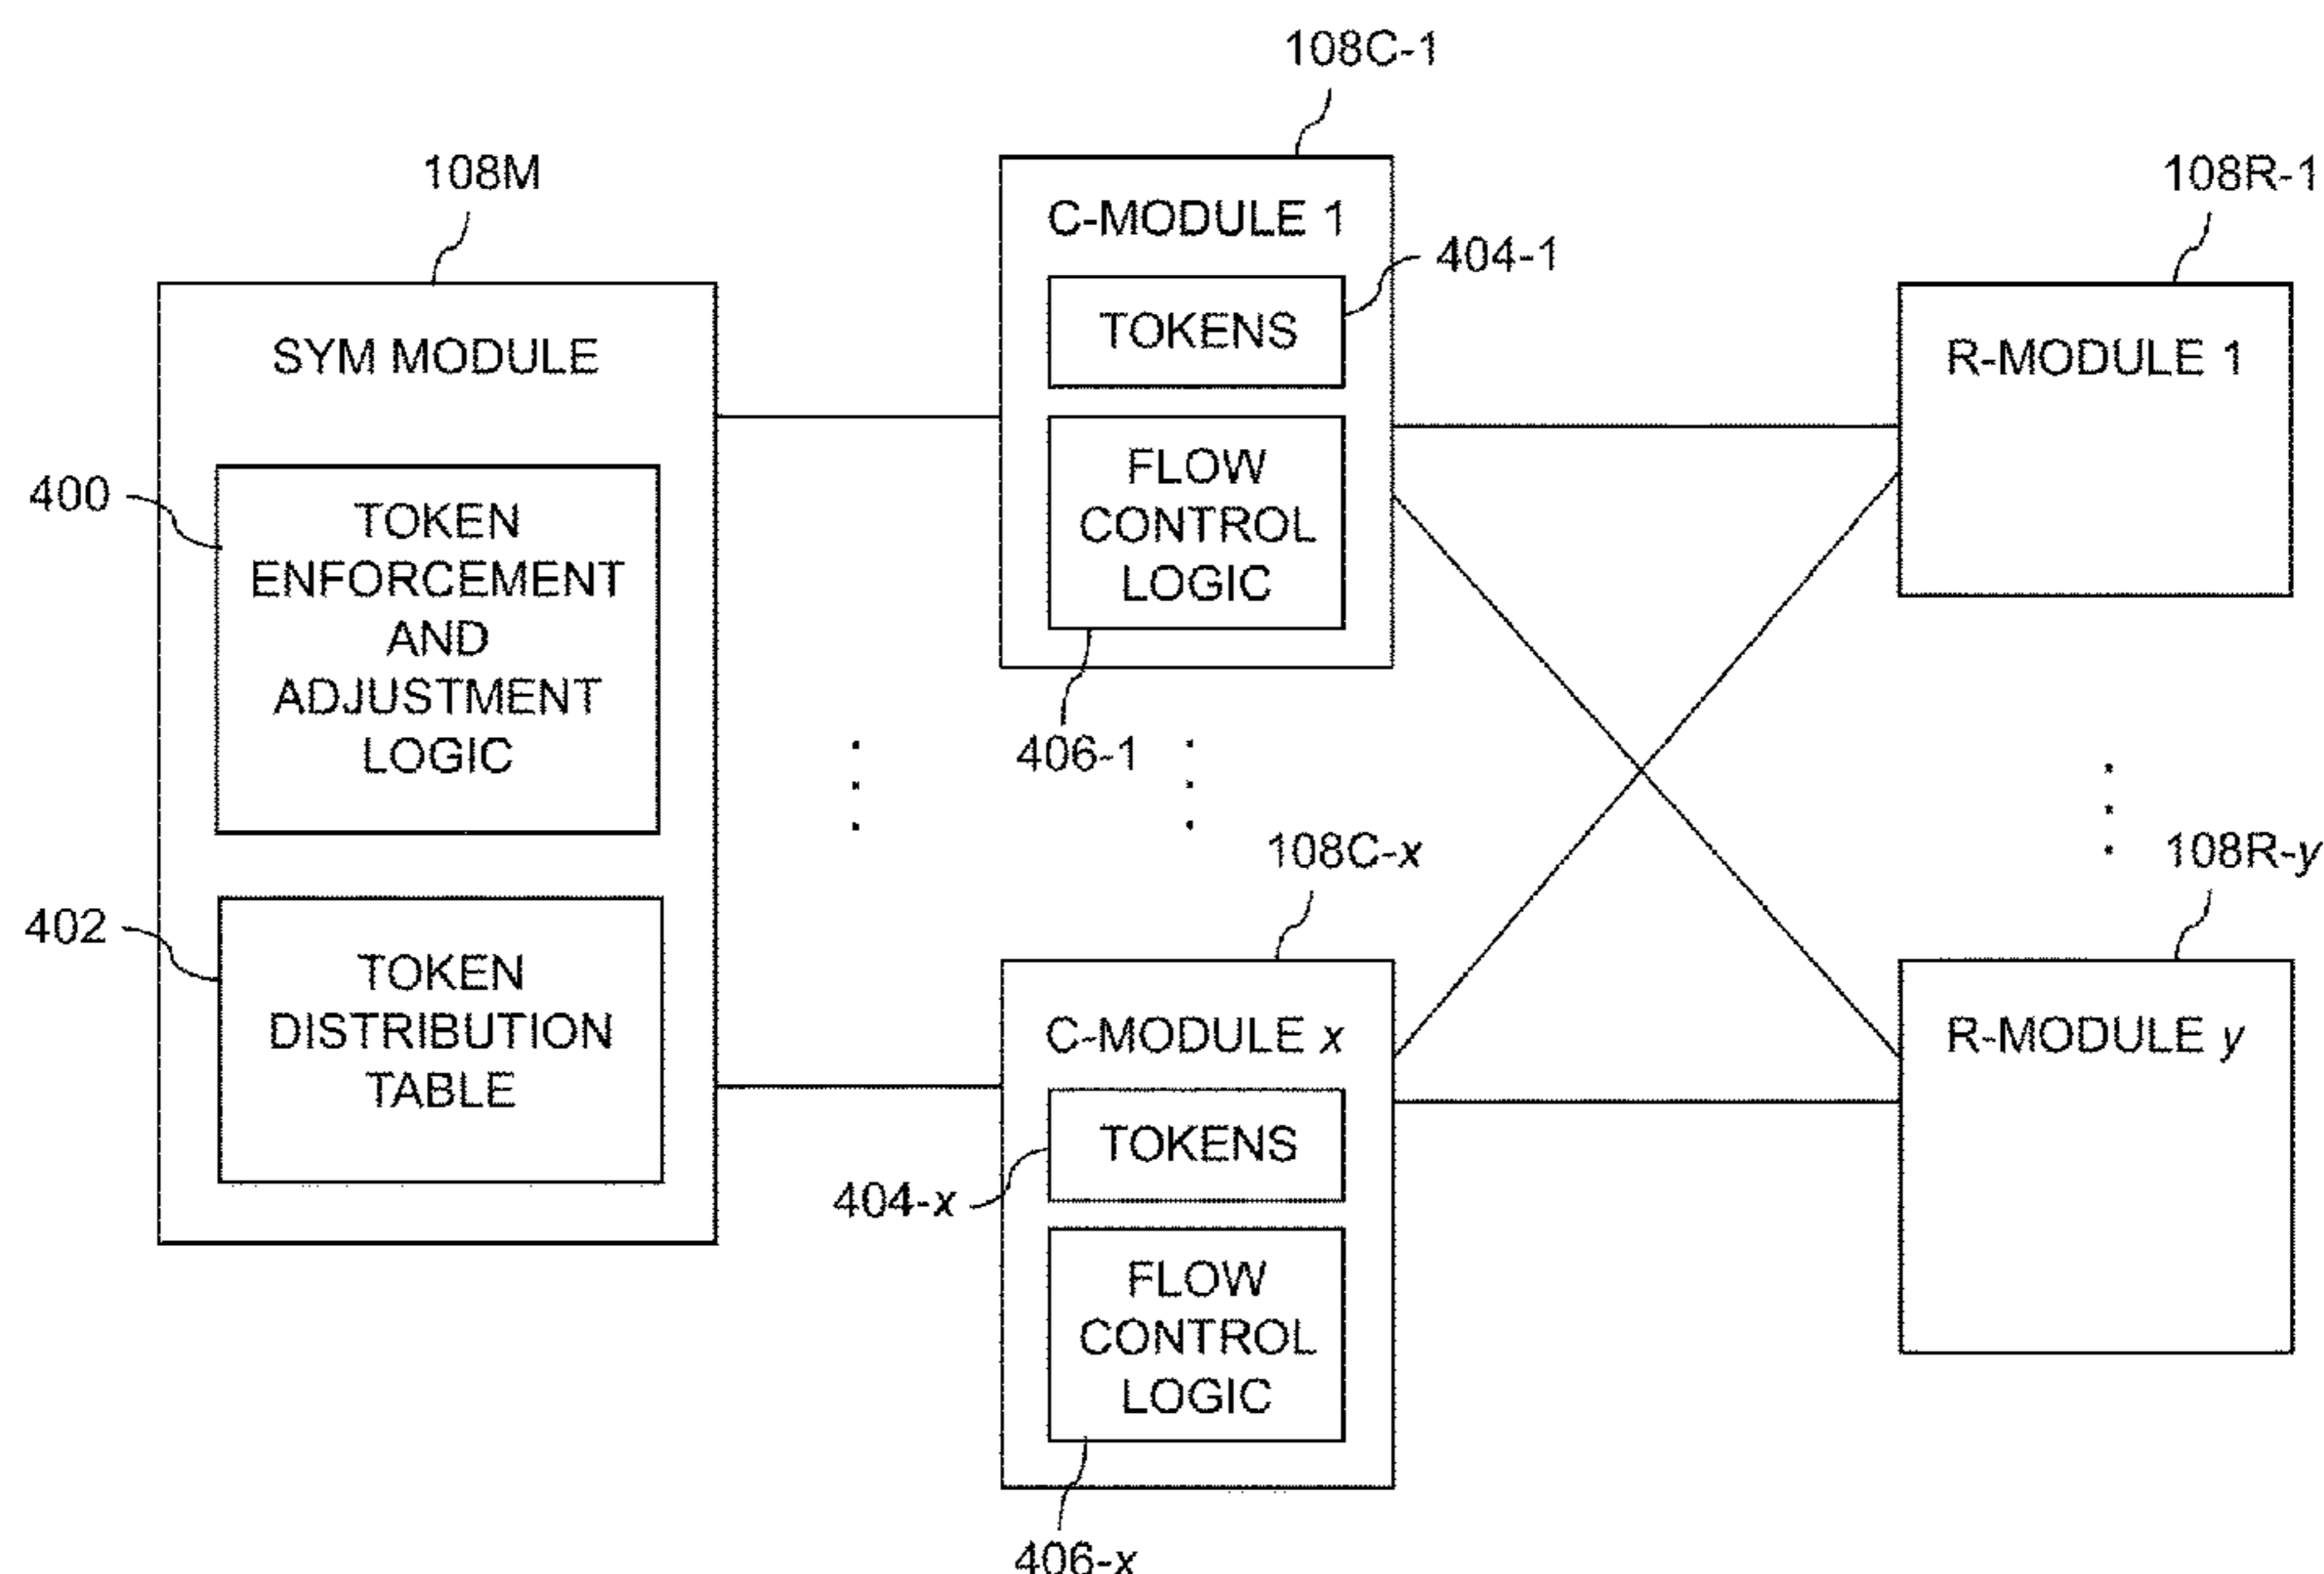 108C-1
108M
108R-1
C-MODULE 1
404-1
TOKENS
SYM MODULE
R-MODULE 1
FLOW
CONTROL
LOGIC
400
TOKEN
ENFORCEMENT
AND
ADJUSTMENT
LOGIC
406-1
108C-x
108R-y
402
TOKEN
DISTRIBUTION
TABLE
C-MODULE x
R-MODULE y
TOKENS
404-x
FLOW
CONTROL
LOGIC
406-x